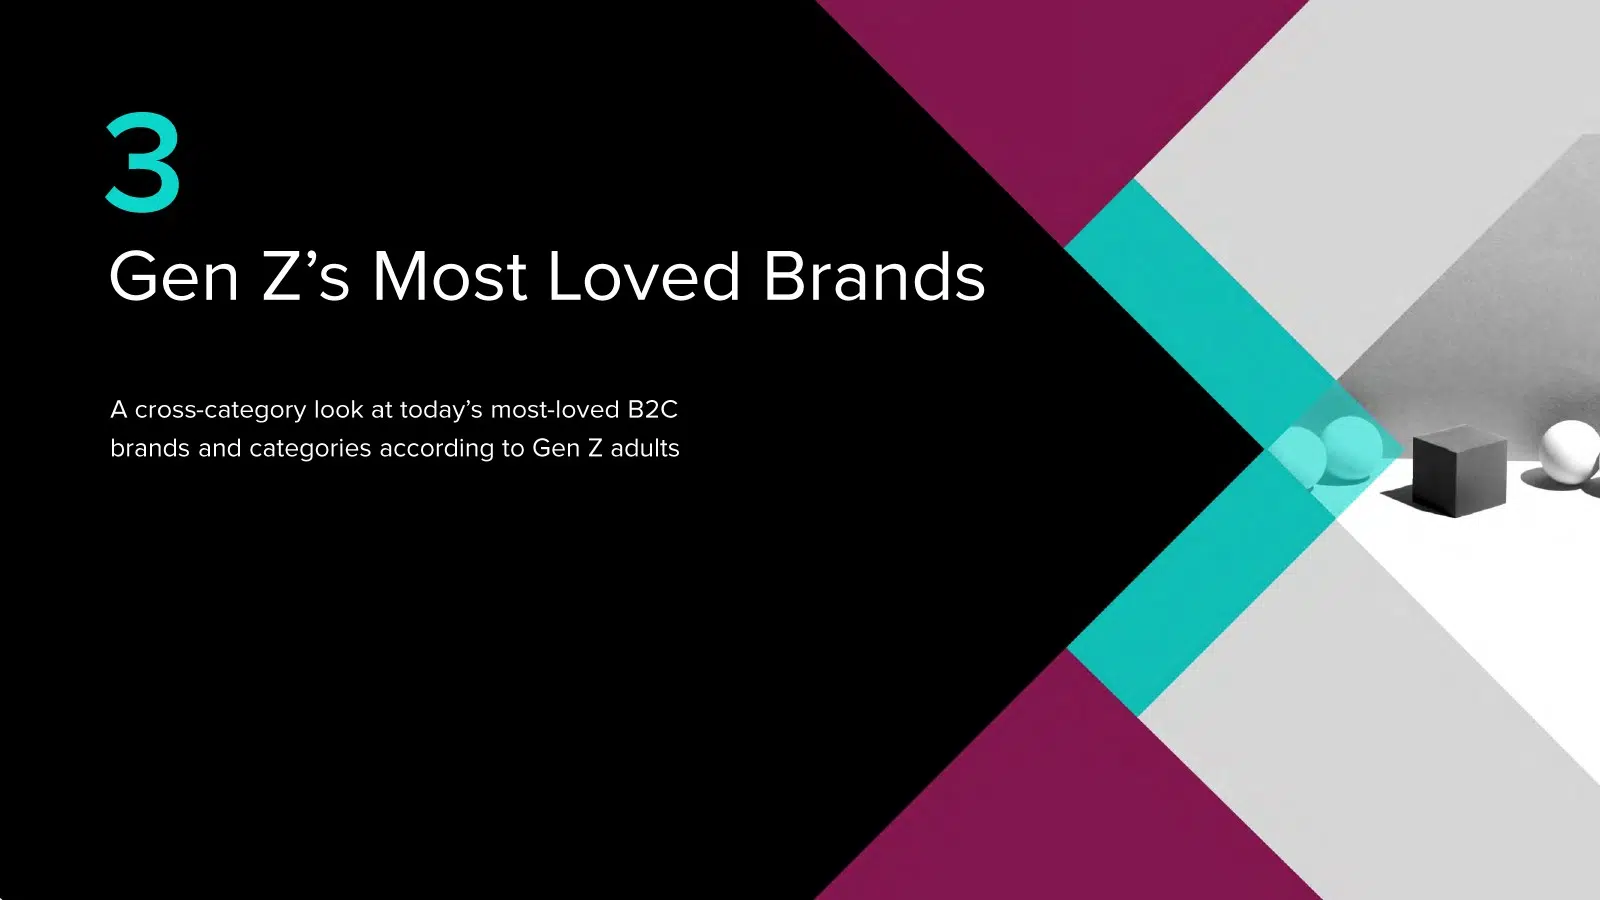 3
Gen Z’s Most Loved Brands
A cross-category look at today’s most-loved B2C
brands and categories according to Gen Z adults